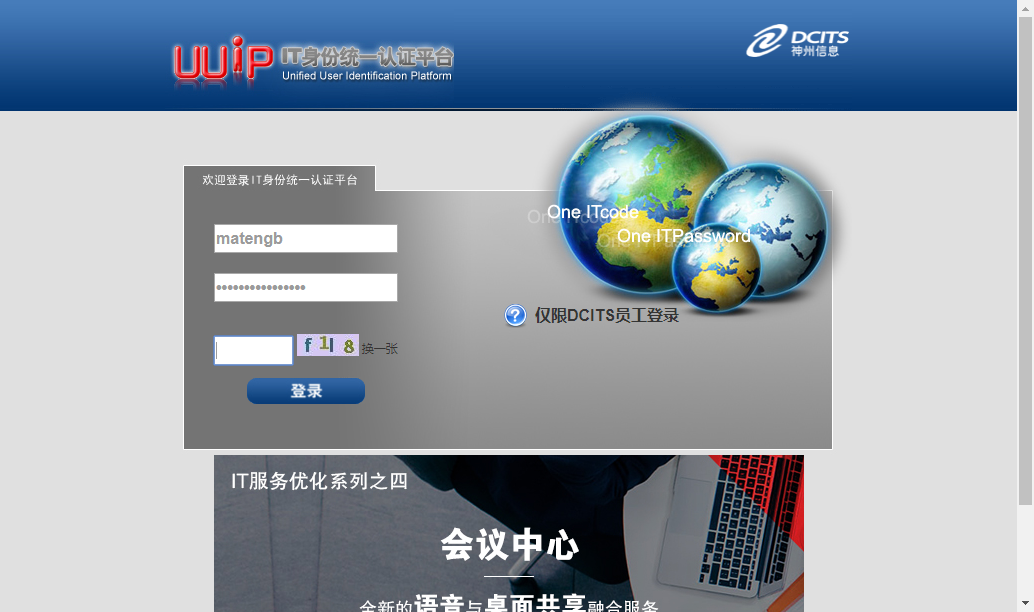 UUiP IT身份统一认证平台
Unified User Identification Platform
DCITS
神州信息
欢迎登录IT身份统一认证平台
One ITcode
One ITPassword
matengb
••••••••••••••••
仅限DCITS员工登录
换一张
登录
IT服务优化系列之四
会议中心
全新的语音与桌面共享融合服务